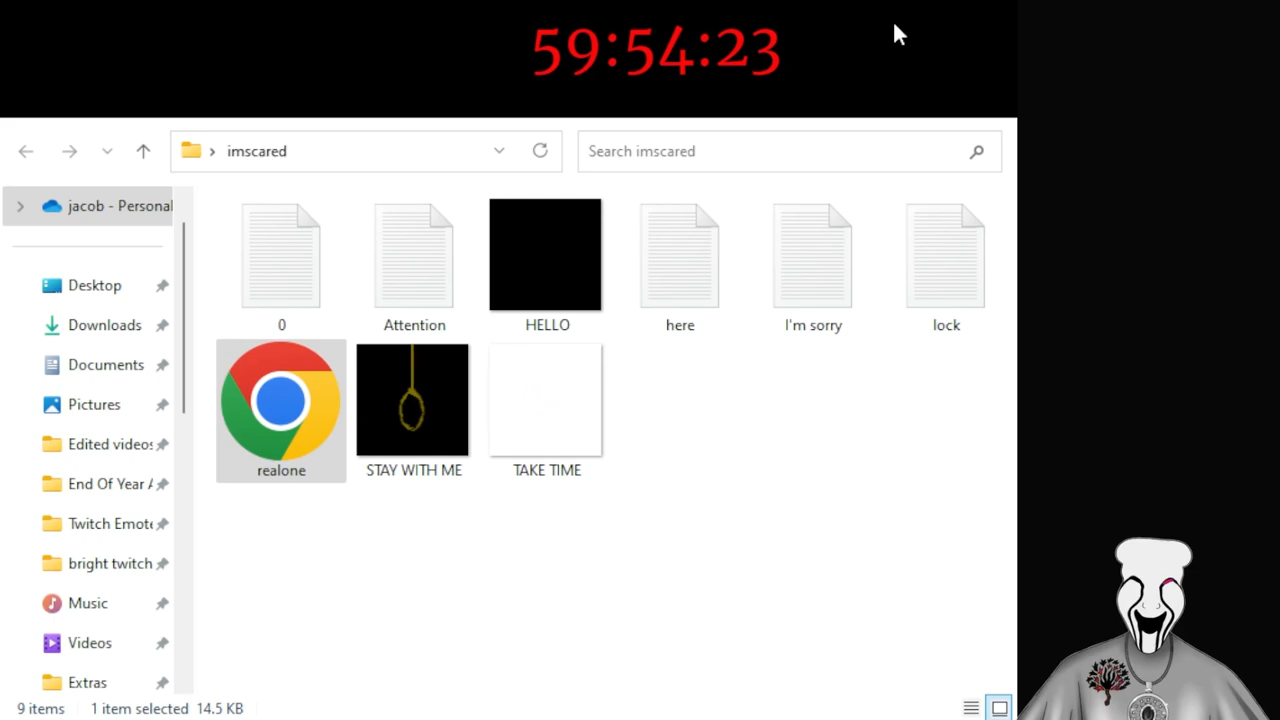 59:54:23
imscared
Search imscared
jacob - Personal
0
Attention
HELLO
here
I'm sorry
lock
Desktop
Downloads
Documents
realone
STAY WITH ME
TAKE TIME
Pictures
Edited videos
End Of Year A
Twitch Emote
bright twitch
Music
Videos
Extras
9 items
1 item selected 14.5 KB